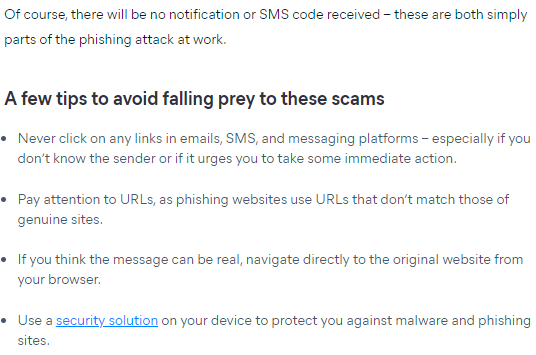 Of course, there will be no notification or SMS code received – these are both simply
parts of the phishing attack at work.
A few tips to avoid falling prey to these scams
• Never click on any links in emails, SMS, and messaging platforms – especially if you
don't know the sender or if it urges you to take some immediate action.
• Pay attention to URLs, as phishing websites use URLs that don't match those of
genuine sites.
• If you think the message can be real, navigate directly to the original website from
your browser.
• Use a security solution on your device to protect you against malware and phishing
sites.